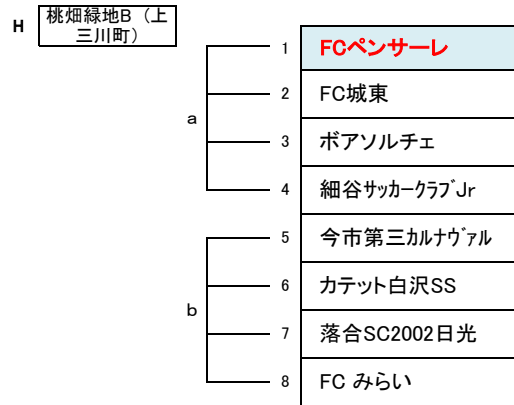 H
桃畑緑地B（上
三川町）
a
1 FCペンサーレ
2 FC城東
3 ボアソルチェ
4 細谷サッカークラブJr
b
5 今市第三カルナヴァル
6 カテット白沢SS
7 落合SC2002日光
8 FC みらい